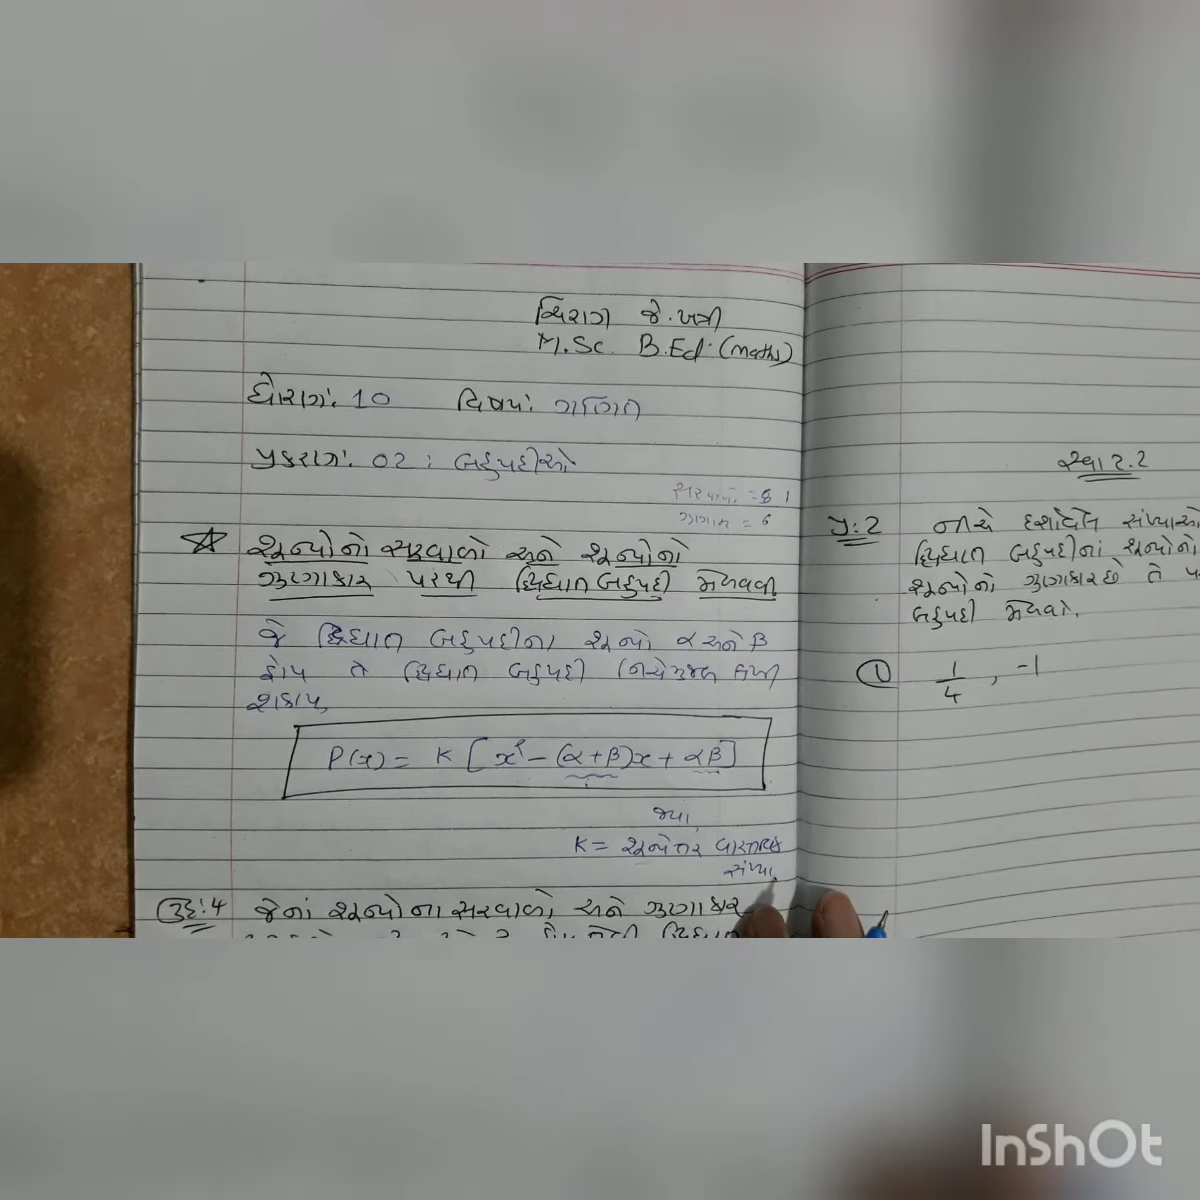 ચિરાગ જે. ખત્રી
M.Sc. B.Ed. (maths)
ધોરણ: 10 વિષય: ગણિત
પ્રકરણ: 02 : બહુપદીઓ
શૂન્યોનો સરવાળો અને શૂન્યોનો
ગુણાકાર પરથી દ્વિઘાત બહુપદી મેળવવી
જે દ્વિઘાત બહુપદીના શૂન્યો α અને β
હોય તે દ્વિઘાત બહુપદી નીચેમુજબ લખી
શકાય,
P(x) = K [x² - (α+β)x + αβ]
જ્યાં,
K = શૂન્યેતર વાસ્તવિક
સંખ્યા.
ઉદા:4 જેનાં શૂન્યોના સરવાળો, અને ગુણાકાર
સ્વા 2.2
પ્ર: 2 નીચે દર્શાવેલ સંખ્યાઓ
દ્વિઘાત બહુપદીનાં શૂન્યોનો
શૂન્યોનો ગુણાકાર છે તે પ
બહુપદી મેળવો.
① 1/4 , -1
InShOt